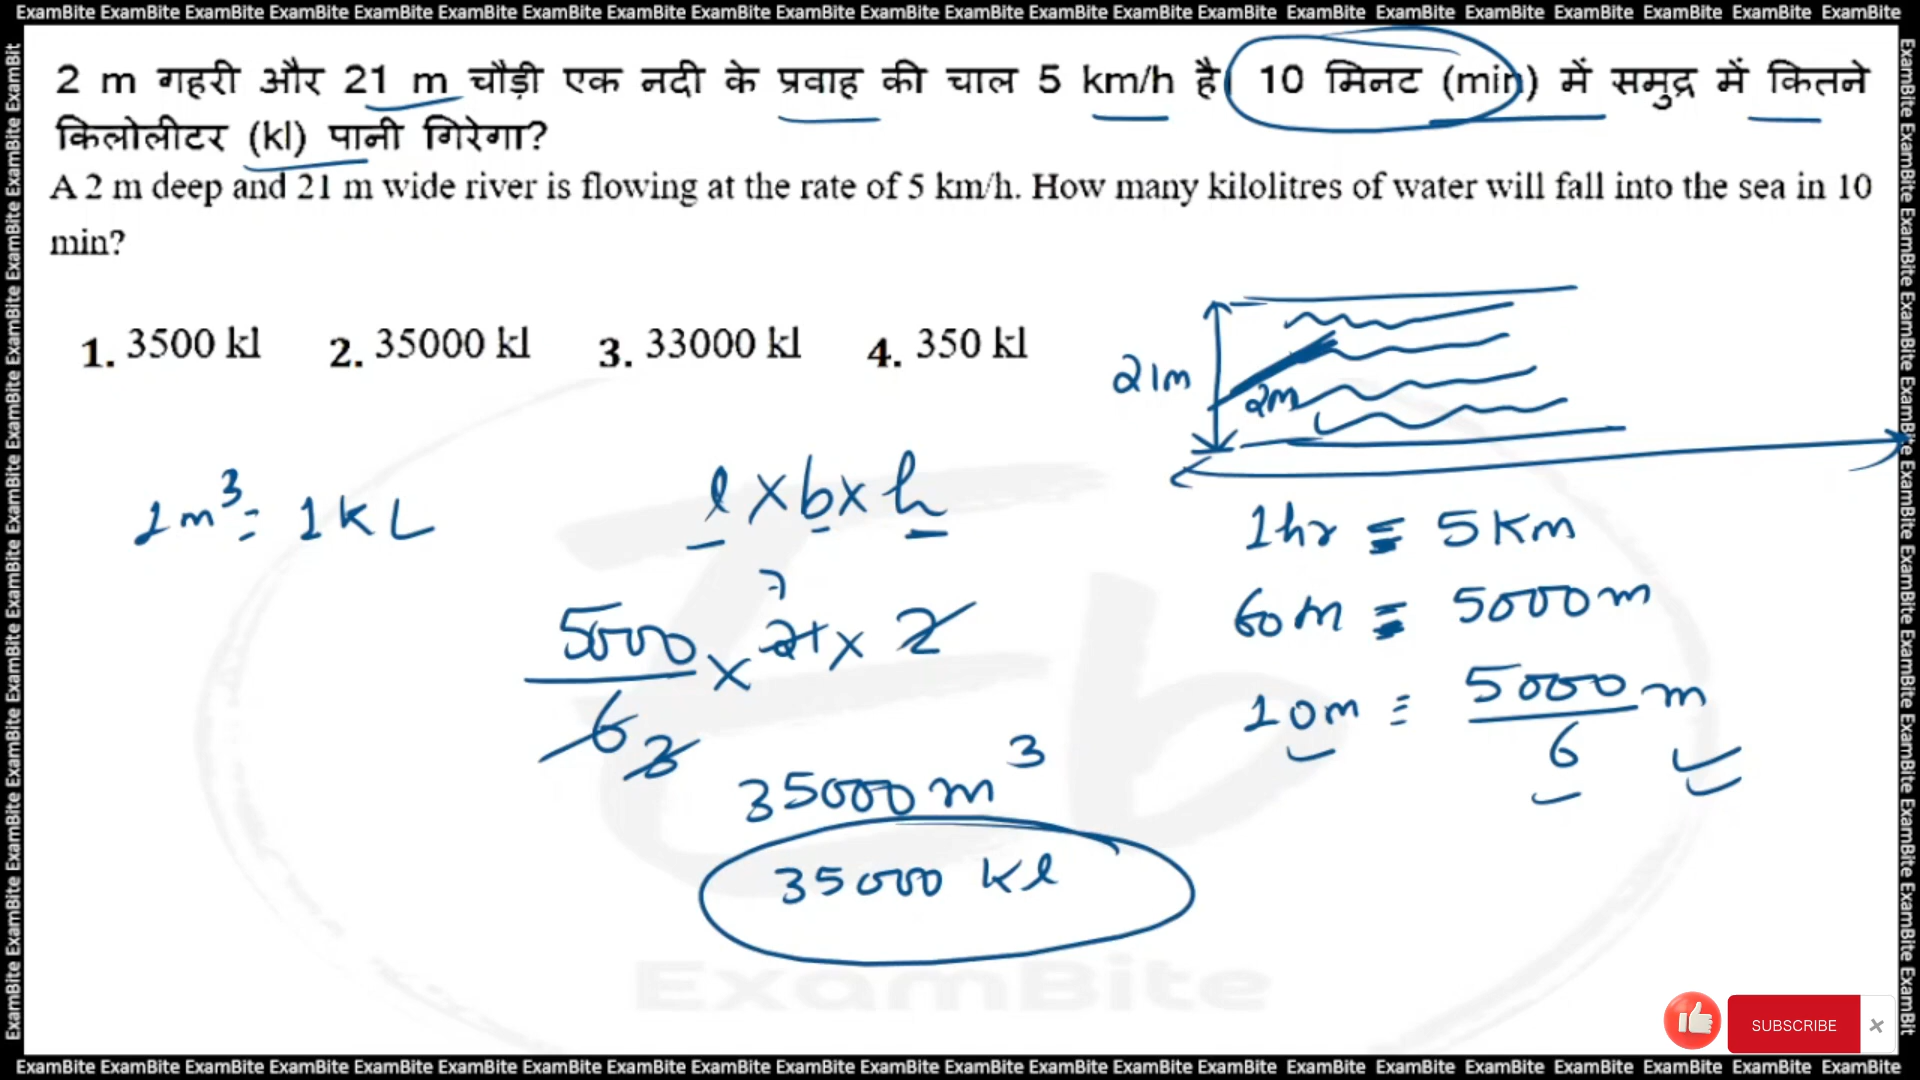 ExamBite ExamBite ExamBite ExamBite ExamBite ExamBite ExamBite ExamBite ExamBite ExamBite ExamBite ExamBite ExamBite ExamBite ExamBite ExamBite ExamBite ExamBite ExamBite ExamBite ExamBite ExamBite
2 m गहरी और 21 m चौड़ी एक नदी के प्रवाह की चाल 5 km/h है। 10 मिनट (min) में समुद्र में कितने
किलोलीटर (kl) पानी गिरेगा?
A 2 m deep and 21 m wide river is flowing at the rate of 5 km/h. How many kilolitres of water will fall into the sea in 10
min?
1. 3500 kl 2. 35000 kl 3. 33000 kl 4. 350 kl
21m
2m
1m³ = 1KL
l × b × h
1hr ≡ 5Km
60m ≡ 5000m
7
5000 × 21 × 2
6 3
10m ≡ 5000 m
6
35000 m³
35000 Kl
ExamBite
SUBSCRIBE
ExamBite ExamBite ExamBite ExamBite ExamBite ExamBite ExamBite ExamBite ExamBite ExamBite ExamBite ExamBite ExamBite ExamBite ExamBite ExamBite ExamBite ExamBite ExamBite ExamBite ExamBite ExamBite